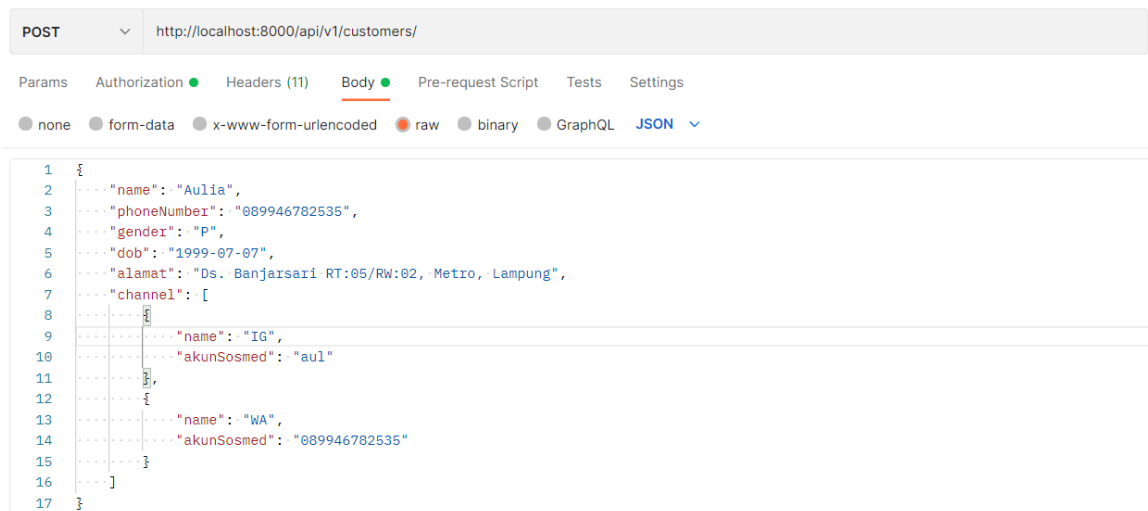 POST http://localhost:8000/api/v1/customers/
Params Authorization Headers (11) Body Pre-request Script Tests Settings
none form-data x-www-form-urlencoded raw binary GraphQL JSON
1 {
2 "name": "Aulia",
3 "phoneNumber": "089946782535",
4 "gender": "P",
5 "dob": "1999-07-07",
6 "alamat": "Ds. Banjarsari RT:05/RW:02, Metro, Lampung",
7 "channel": [
8 {
9 "name": "IG",
10 "akunSosmed": "aul"
11 },
12 {
13 "name": "WA",
14 "akunSosmed": "089946782535"
15 }
16 ]
17 }